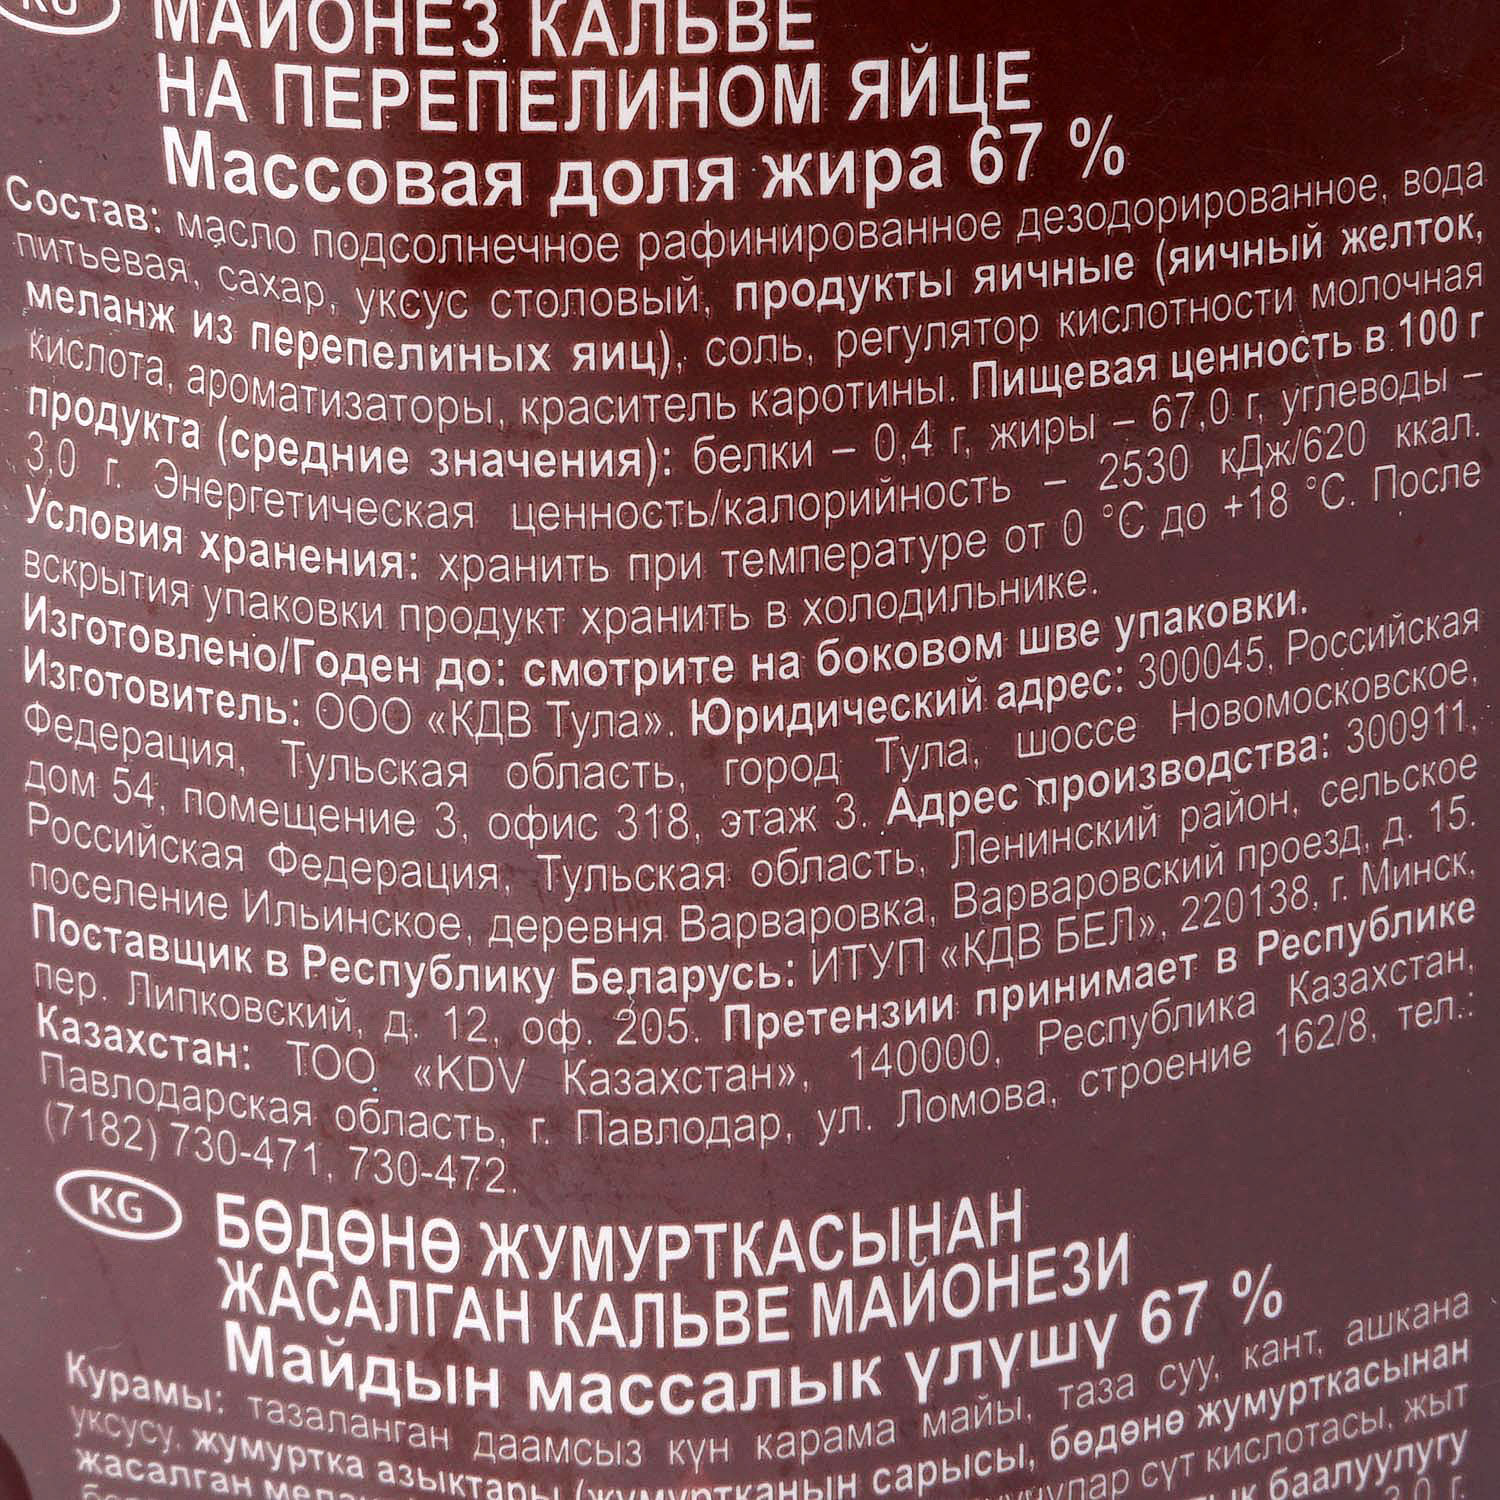 RU
МАЙОНЕЗ КАЛЬВЕ
НА ПЕРЕПЕЛИНОМ ЯЙЦЕ
Массовая доля жира 67 %
Состав: масло подсолнечное рафинированное дезодорированное, вода
питьевая, сахар, уксус столовый, продукты яичные (яичный желток,
меланж из перепелиных яиц), соль, регулятор кислотности молочная
кислота, ароматизаторы, краситель каротины. Пищевая ценность в 100 г
продукта (средние значения): белки – 0,4 г, жиры – 67,0 г, углеводы –
3,0 г. Энергетическая ценность/калорийность – 2530 кДж/620 ккал.
Условия хранения: хранить при температуре от 0 °С до +18 °С. После
вскрытия упаковки продукт хранить в холодильнике.
Изготовлено/Годен до: смотрите на боковом шве упаковки.
Изготовитель: ООО «КДВ Тула». Юридический адрес: 300045, Российская
Федерация, Тульская область, город Тула, шоссе Новомосковское,
дом 54, помещение 3, офис 318, этаж 3. Адрес производства: 300911,
Российская Федерация, Тульская область, Ленинский район, сельское
поселение Ильинское, деревня Варваровка, Варваровский проезд, д. 15.
Поставщик в Республику Беларусь: ИТУП «КДВ БЕЛ», 220138, г. Минск,
пер. Липковский, д. 12, оф. 205. Претензии принимает в Республике
Казахстан: ТОО «KDV Казахстан», 140000, Республика Казахстан,
Павлодарская область, г. Павлодар, ул. Ломова, строение 162/8, тел.:
(7182) 730-471, 730-472.
KG
БӨДӨНӨ ЖУМУРТКАСЫНАН
ЖАСАЛГАН КАЛЬВЕ МАЙОНЕЗИ
Майдын массалык үлүшү 67 %
Курамы: тазаланган даамсыз күн карама майы, таза суу, кант, ашкана
уксусу, жумуртка азыктары (жумуртканын сарысы, бөдөнө жумурткасынан
жасалган сүт кислотасы, жыт
баалуулугу